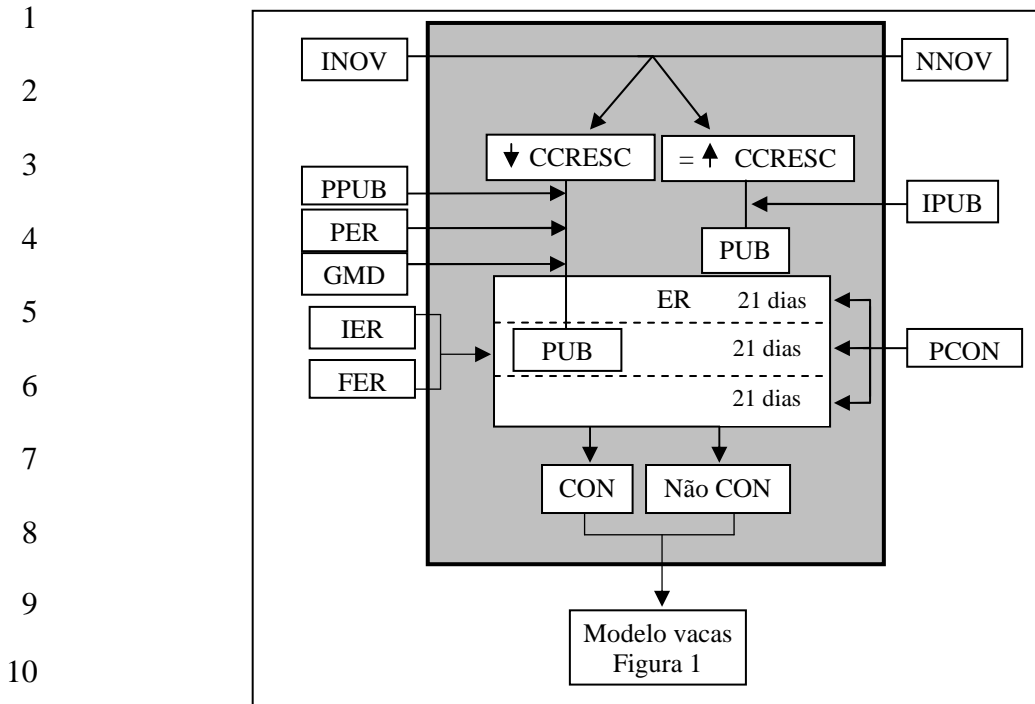 1
INOV
NNOV
2
3
↓ CCRESC
= ↑ CCRESC
PPUB
IPUB
4
PER
PUB
GMD
5
ER 21 dias
IER
PUB
21 dias
PCON
6
FER
21 dias
7
CON
Não CON
8
9
Modelo vacas
Figura 1
10